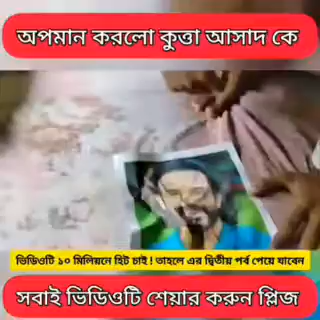 অপমান করলো কুত্তা আসাদ কে
ভিডিওটি ১০ মিলিয়নে হিট চাই ! তাহলে এর দ্বিতীয় পর্ব পেয়ে যাবেন
সবাই ভিডিওটি শেয়ার করুন প্লিজ